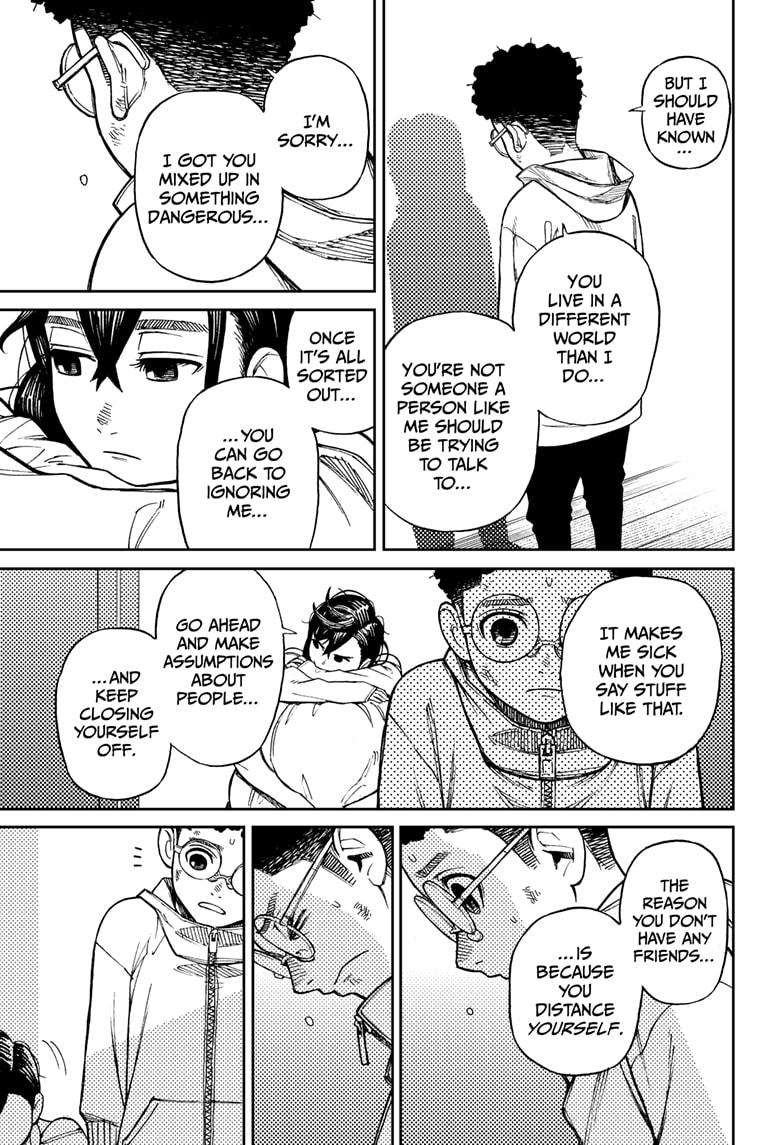 BUT I
SHOULD
HAVE
KNOWN
...
YOU
LIVE IN A
DIFFERENT
WORLD
THAN I
DO...
YOU'RE NOT
SOMEONE A
PERSON LIKE
ME SHOULD
BE TRYING
TO TALK
TO...
I'M
SORRY...
I GOT YOU
MIXED UP IN
SOMETHING
DANGEROUS...
ONCE
IT'S ALL
SORTED
OUT...
...YOU
CAN GO
BACK TO
IGNORING
ME...
IT MAKES
ME SICK
WHEN YOU
SAY STUFF
LIKE THAT.
GO AHEAD
AND MAKE
ASSUMPTIONS
ABOUT
PEOPLE...
...AND
KEEP
CLOSING
YOURSELF
OFF.
THE
REASON
YOU DON'T
HAVE ANY
FRIENDS...
...IS
BECAUSE
YOU
DISTANCE
YOURSELF.